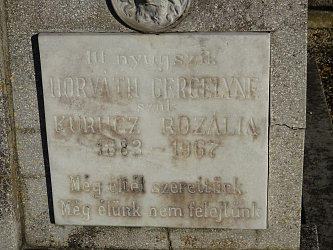 Itt nyugszik
HORVÁTH GERGELYNÉ
szül.
KURUCZ ROZÁLIA
1883 - 1967
Míg éltél szerettünk
Míg élünk nem felejtünk